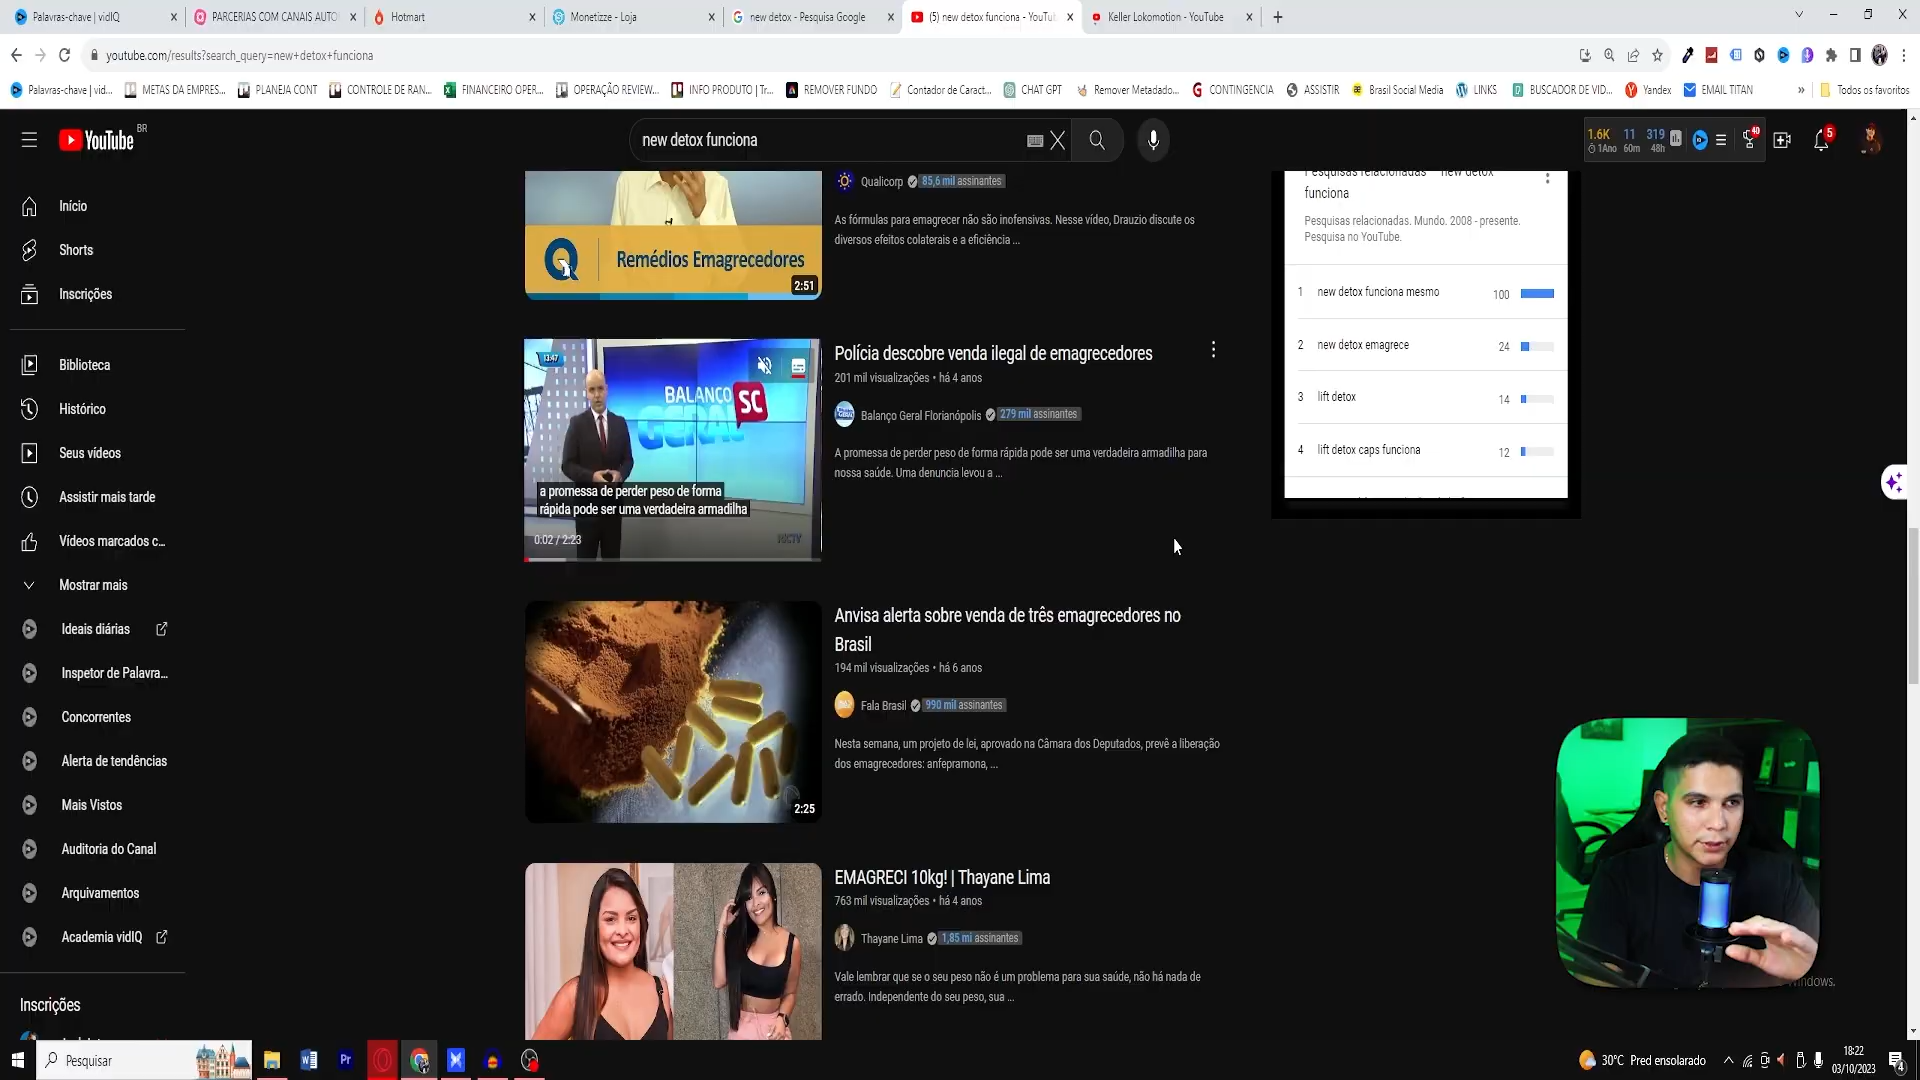 Palavras-chave | vidIQ
PARCERIAS COM CANAIS AUTO
Hotmart
Monetizze - Loja
new detox - Pesquisa Google
(5) new detox funciona - YouTu
Keller Lokomotion - YouTube
youtube.com/results?search_query=new+detox+funciona
Palavras-chave | vid...
METAS DA EMPRES...
PLANEJA CONT
CONTROLE DE RAN...
FINANCEIRO OPER...
OPERAÇÃO REVIEW...
INFO PRODUTO | Tr...
REMOVER FUNDO
Contador de Caract...
CHAT GPT
Remover Metadado...
CONTINGENCIA
ASSISTIR
Brasil Social Media
LINKS
BUSCADOR DE VID...
Yandex
EMAIL TITAN
»
Todos os favoritos
YouTube BR
new detox funciona
1.6K 11 319
1Ano 60m 48h
40
5
Início
Shorts
Inscrições
Biblioteca
Histórico
Seus vídeos
Assistir mais tarde
Vídeos marcados c...
Mostrar mais
Ideais diárias
Inspetor de Palavra...
Concorrentes
Alerta de tendências
Mais Vistos
Auditoria do Canal
Arquivamentos
Academia vidIQ
Inscrições
Remédios Emagrecedores
2:51
Qualicorp 85,6 mil assinantes
As fórmulas para emagrecer não são inofensivas. Nesse vídeo, Drauzio discute os
diversos efeitos colaterais e a eficiência ...
13:47
BALANÇO
GERAL SC
a promessa de perder peso de forma
rápida pode ser uma verdadeira armadilha
0:02 / 2:23
RICTV
Polícia descobre venda ilegal de emagrecedores
201 mil visualizações • há 4 anos
Balanço Geral Florianópolis 279 mil assinantes
A promessa de perder peso de forma rápida pode ser uma verdadeira armadilha para
nossa saúde. Uma denuncia levou a ...
2:25
Anvisa alerta sobre venda de três emagrecedores no
Brasil
194 mil visualizações • há 6 anos
Fala Brasil 990 mil assinantes
Nesta semana, um projeto de lei, aprovado na Câmara dos Deputados, prevê a liberação
dos emagrecedores: anfepramona, ...
EMAGRECI 10kg! | Thayane Lima
763 mil visualizações • há 4 anos
Thayane Lima 1,85 mi assinantes
Vale lembrar que se o seu peso não é um problema para sua saúde, não há nada de
errado. Independente do seu peso, sua ...
Pesquisas relacionadas new detox
funciona
Pesquisas relacionadas. Mundo. 2008 - presente.
Pesquisa no YouTube.
1 new detox funciona mesmo 100
2 new detox emagrece 24
3 lift detox 14
4 lift detox caps funciona 12
Pesquisar
30°C Pred ensolarado
18:22
03/10/2023
4